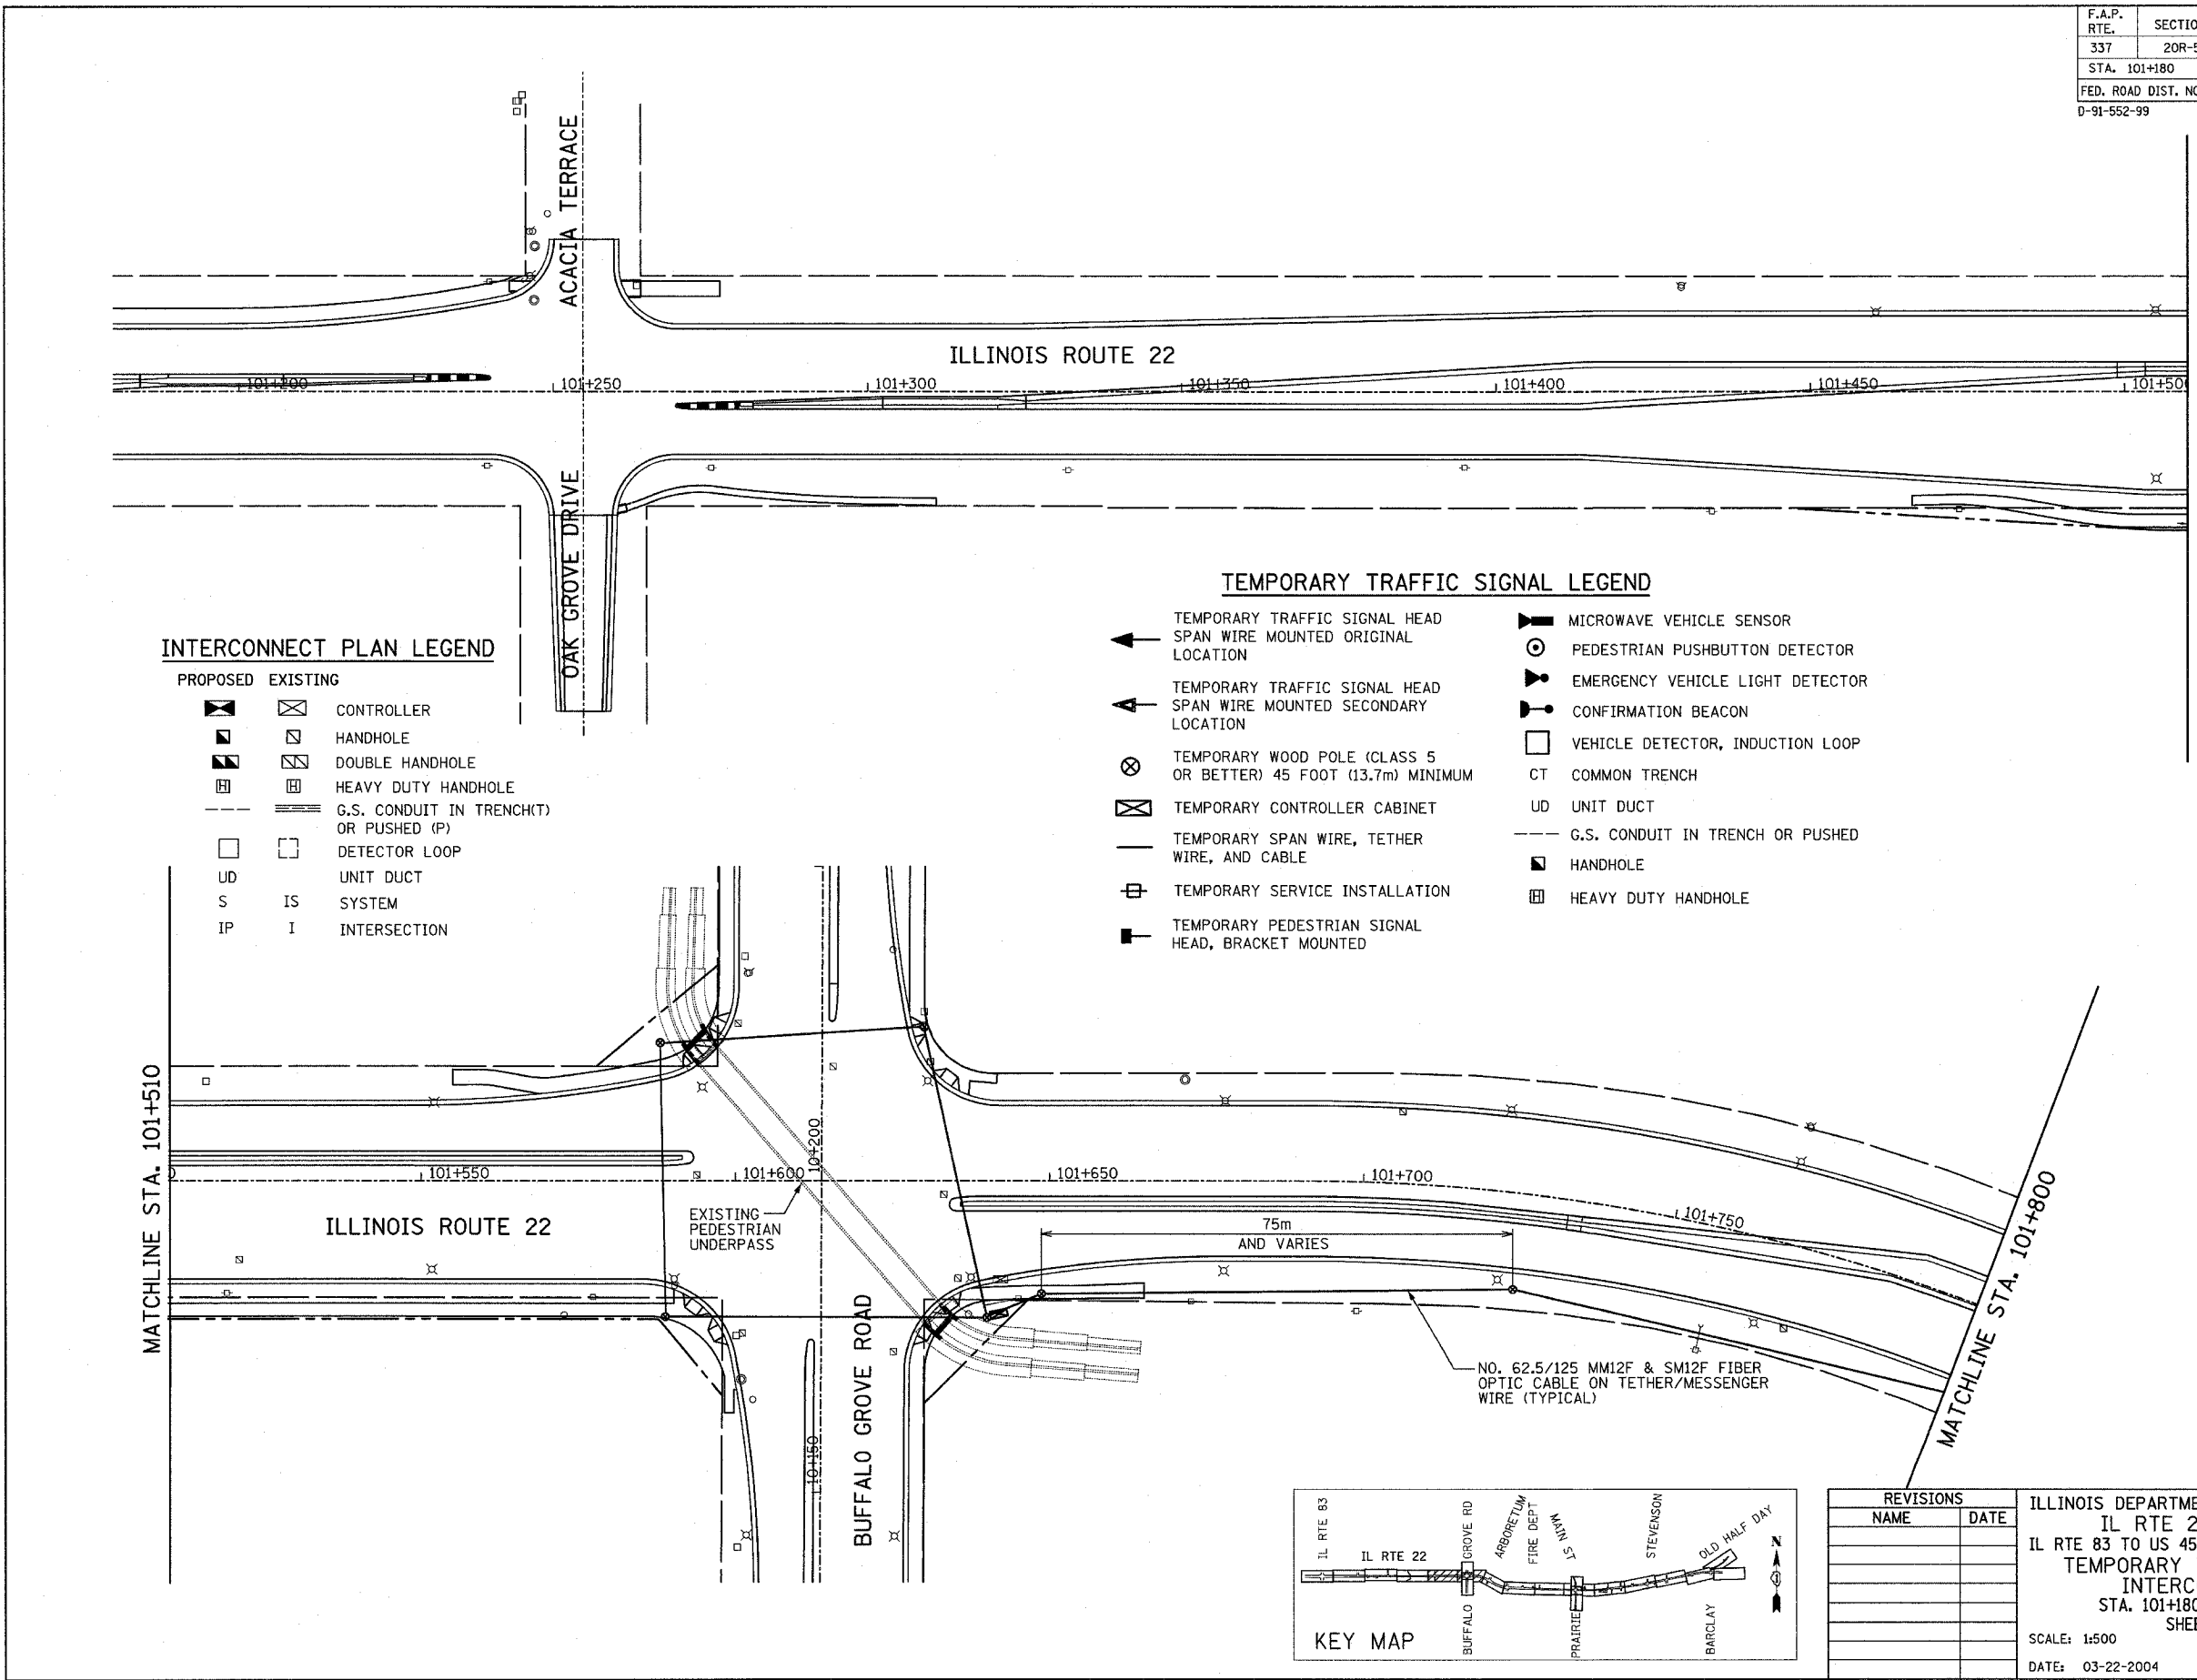 F.A.P.
RTE.
SECTIO
337
20R-5
STA. 101+180
FED. ROAD DIST. NO
D-91-552-99
ACACIA TERRACE
ILLINOIS ROUTE 22
101+200
101+250
101+300
101+350
101+400
101+450
101+500
OAK GROVE DRIVE
INTERCONNECT PLAN LEGEND
PROPOSED EXISTING
CONTROLLER
HANDHOLE
DOUBLE HANDHOLE
H H HEAVY DUTY HANDHOLE
G.S. CONDUIT IN TRENCH(T)
OR PUSHED (P)
DETECTOR LOOP
UD UNIT DUCT
S IS SYSTEM
IP I INTERSECTION
TEMPORARY TRAFFIC SIGNAL LEGEND
TEMPORARY TRAFFIC SIGNAL HEAD
SPAN WIRE MOUNTED ORIGINAL
LOCATION
TEMPORARY TRAFFIC SIGNAL HEAD
SPAN WIRE MOUNTED SECONDARY
LOCATION
TEMPORARY WOOD POLE (CLASS 5
OR BETTER) 45 FOOT (13.7m) MINIMUM
TEMPORARY CONTROLLER CABINET
TEMPORARY SPAN WIRE, TETHER
WIRE, AND CABLE
TEMPORARY SERVICE INSTALLATION
TEMPORARY PEDESTRIAN SIGNAL
HEAD, BRACKET MOUNTED
MICROWAVE VEHICLE SENSOR
PEDESTRIAN PUSHBUTTON DETECTOR
EMERGENCY VEHICLE LIGHT DETECTOR
CONFIRMATION BEACON
VEHICLE DETECTOR, INDUCTION LOOP
CT COMMON TRENCH
UD UNIT DUCT
G.S. CONDUIT IN TRENCH OR PUSHED
HANDHOLE
H HEAVY DUTY HANDHOLE
MATCHLINE STA. 101+510
0
101+550
101+600
101+650
101+700
101+750
10+200
10+150
ILLINOIS ROUTE 22
EXISTING
PEDESTRIAN
UNDERPASS
75m
AND VARIES
BUFFALO GROVE ROAD
NO. 62.5/125 MM12F & SM12F FIBER
OPTIC CABLE ON TETHER/MESSENGER
WIRE (TYPICAL)
MATCHLINE STA. 101+800
IL RTE 83
IL RTE 22
BUFFALO GROVE RD
ARBORETUM
FIRE DEPT
MAIN ST
PRAIRIE
STEVENSON
BARCLAY
OLD HALF DAY
N
KEY MAP
REVISIONS
NAME DATE
ILLINOIS DEPARTME
IL RTE 2
IL RTE 83 TO US 45
TEMPORARY
INTERC
STA. 101+180
SHEE
SCALE: 1:500
DATE: 03-22-2004